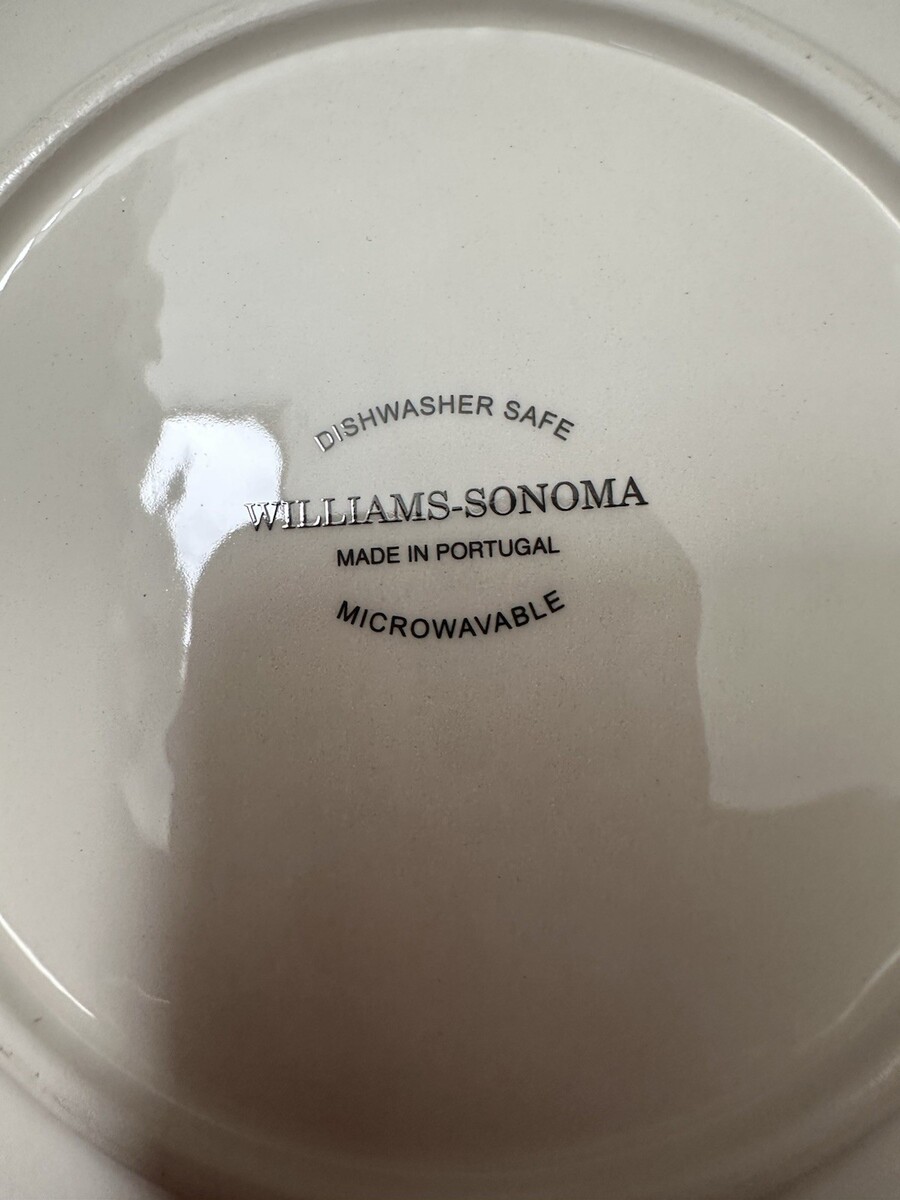 DISHWASHER SAFE
WILLIAMS-SONOMA
MADE IN PORTUGAL
MICROWAVABLE